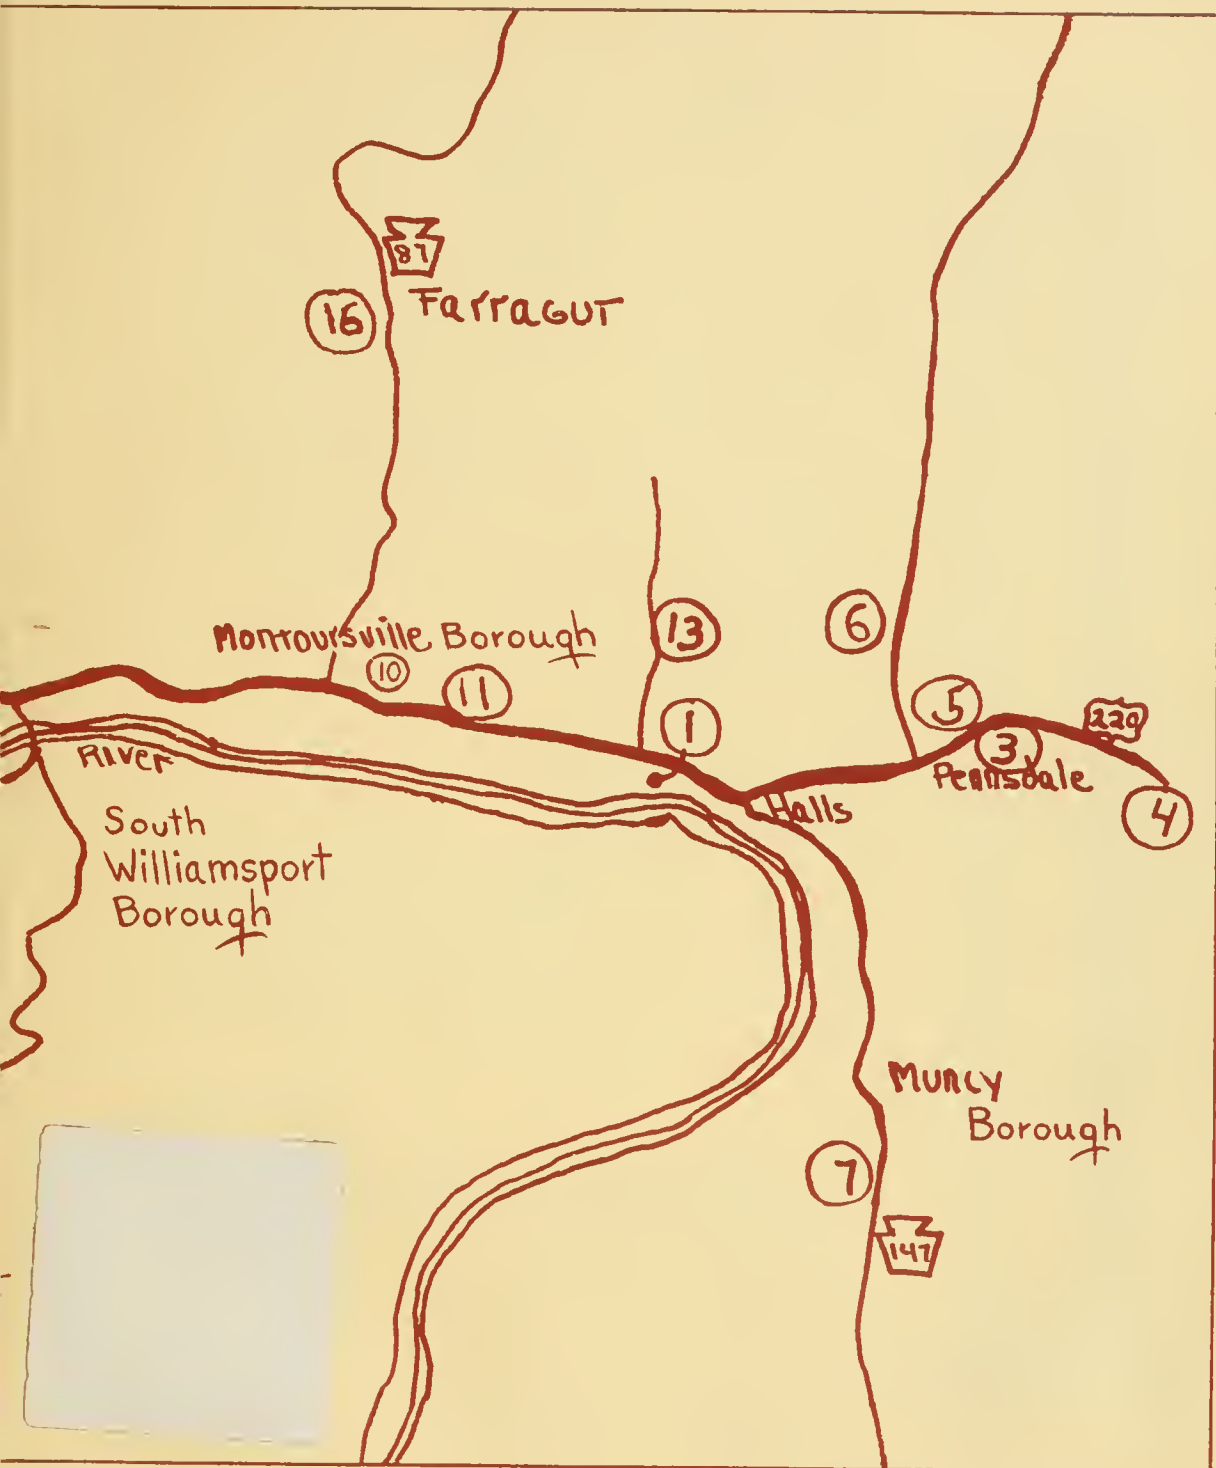 87
16
Farragut
Montoursville Borough
10
11
13
6
1
5
3
220
Pennsdale
4
River
Halls
South
Williamsport
Borough
Muncy
Borough
7
147